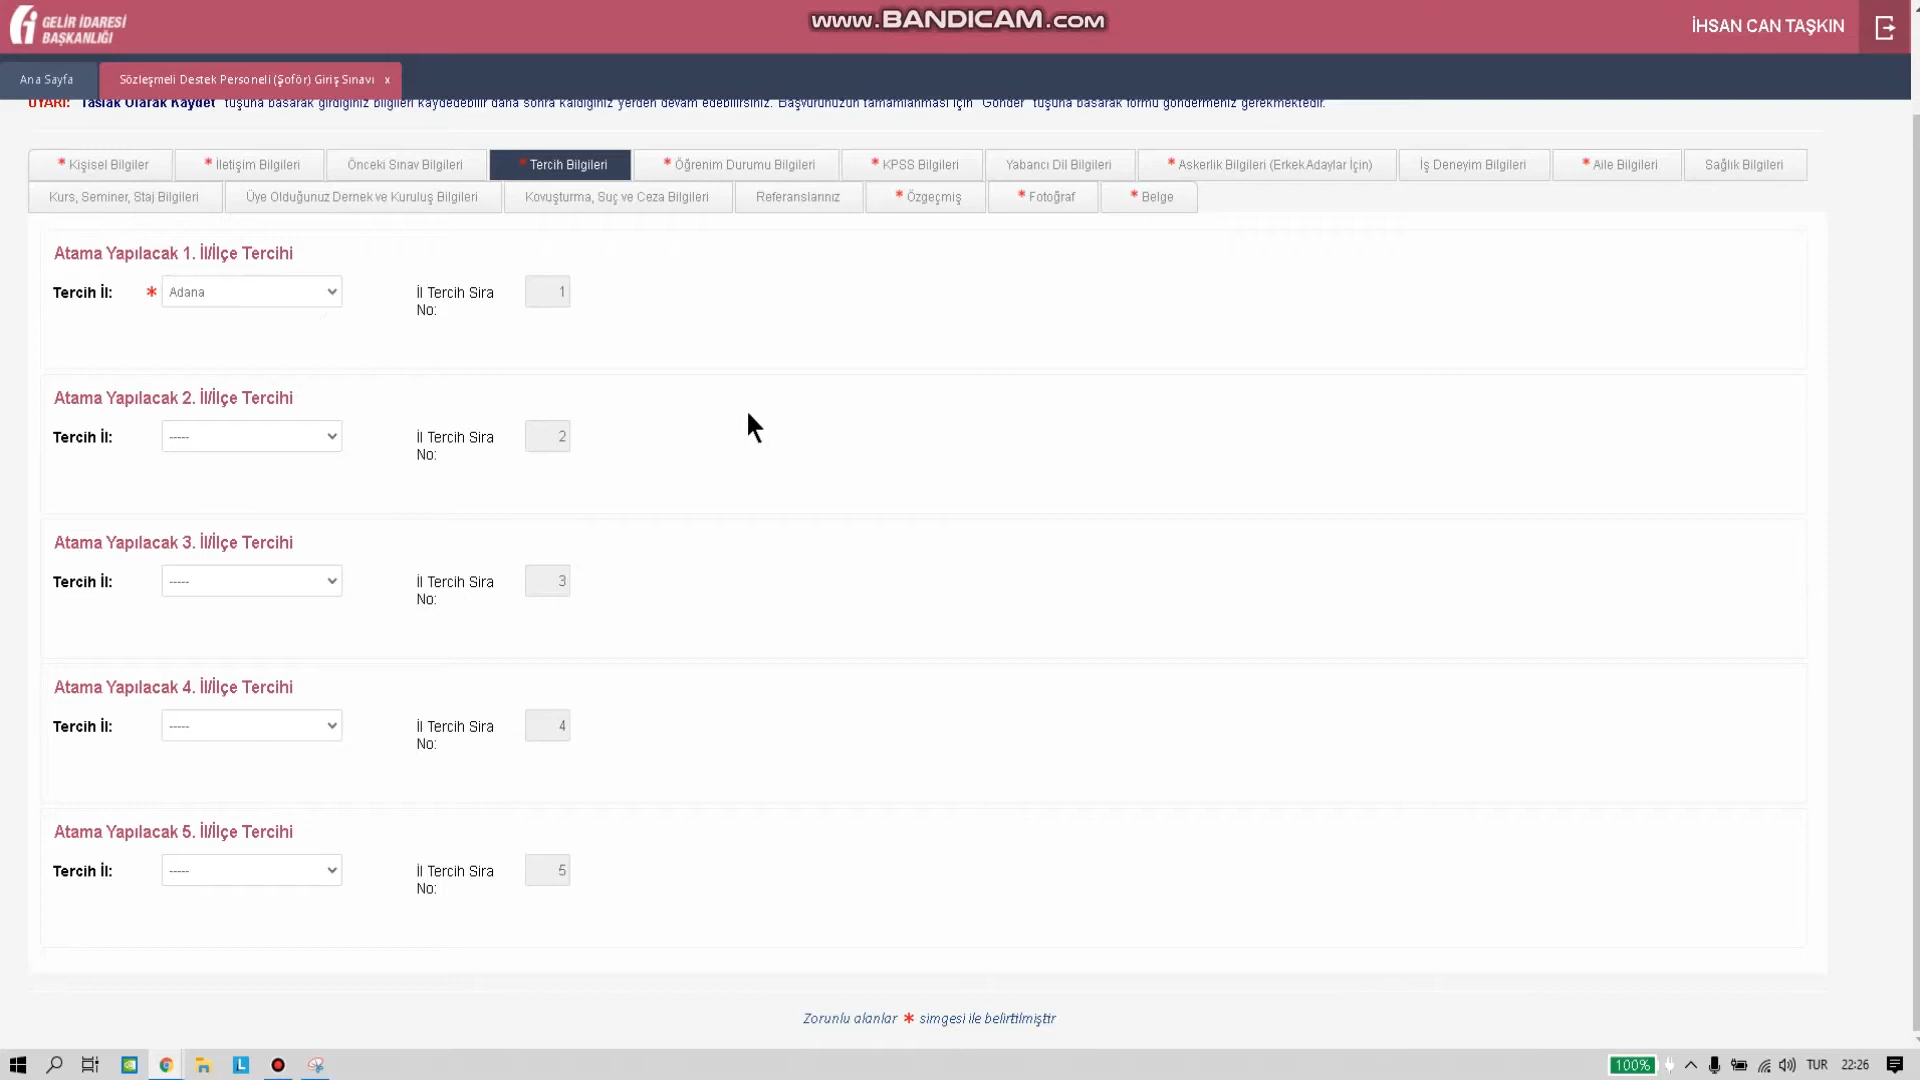 GELİR İDARESİ
BAŞKANLIĞI
www.BANDICAM.com
İHSAN CAN TAŞKIN
Ana Sayfa
Sözleşmeli Destek Personeli (Şoför) Giriş Sınavı x
UYARI: "Taslak Olarak Kaydet" tuşuna basarak girdiğiniz bilgileri kaydedebilir daha sonra kaldığınız yerden devam edebilirsiniz. Başvurunuzun tamamlanması için "Gönder" tuşuna basarak formu göndermeniz gerekmektedir.
* Kişisel Bilgiler
* İletişim Bilgileri
Önceki Sınav Bilgileri
* Tercih Bilgileri
* Öğrenim Durumu Bilgileri
* KPSS Bilgileri
Yabancı Dil Bilgileri
* Askerlik Bilgileri (Erkek Adaylar İçin)
İş Deneyim Bilgileri
* Aile Bilgileri
Sağlık Bilgileri
Kurs, Seminer, Staj Bilgileri
Üye Olduğunuz Dernek ve Kuruluş Bilgileri
Kovuşturma, Suç ve Ceza Bilgileri
Referanslarınız
* Özgeçmiş
* Fotoğraf
* Belge
Atama Yapılacak 1. İl/İlçe Tercihi
Tercih İl: * Adana
İl Tercih Sira
No:
1
Atama Yapılacak 2. İl/İlçe Tercihi
Tercih İl: -----
İl Tercih Sira
No:
2
Atama Yapılacak 3. İl/İlçe Tercihi
Tercih İl: -----
İl Tercih Sira
No:
3
Atama Yapılacak 4. İl/İlçe Tercihi
Tercih İl: -----
İl Tercih Sira
No:
4
Atama Yapılacak 5. İl/İlçe Tercihi
Tercih İl: -----
İl Tercih Sira
No:
5
Zorunlu alanlar * simgesi ile belirtilmiştir
L
100%
TUR
22:26